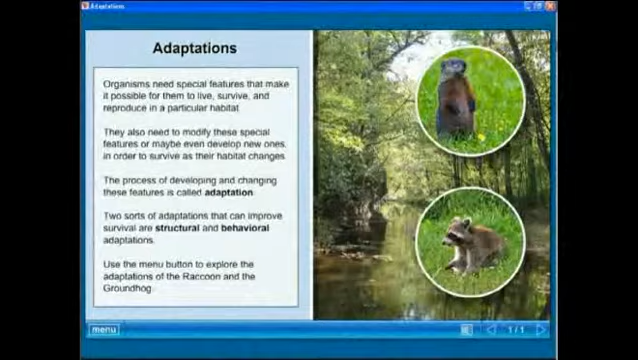 Adaptations
Adaptations
Organisms need special features that make
it possible for them to live, survive, and
reproduce in a particular habitat
They also need to modify these special
features or maybe even develop new ones,
in order to survive as their habitat changes.
The process of developing and changing
these features is called adaptation.
Two sorts of adaptations that can improve
survival are structural and behavioral
adaptations.
Use the menu button to explore the
adaptations of the Raccoon and the
Groundhog.
menu
1 / 1